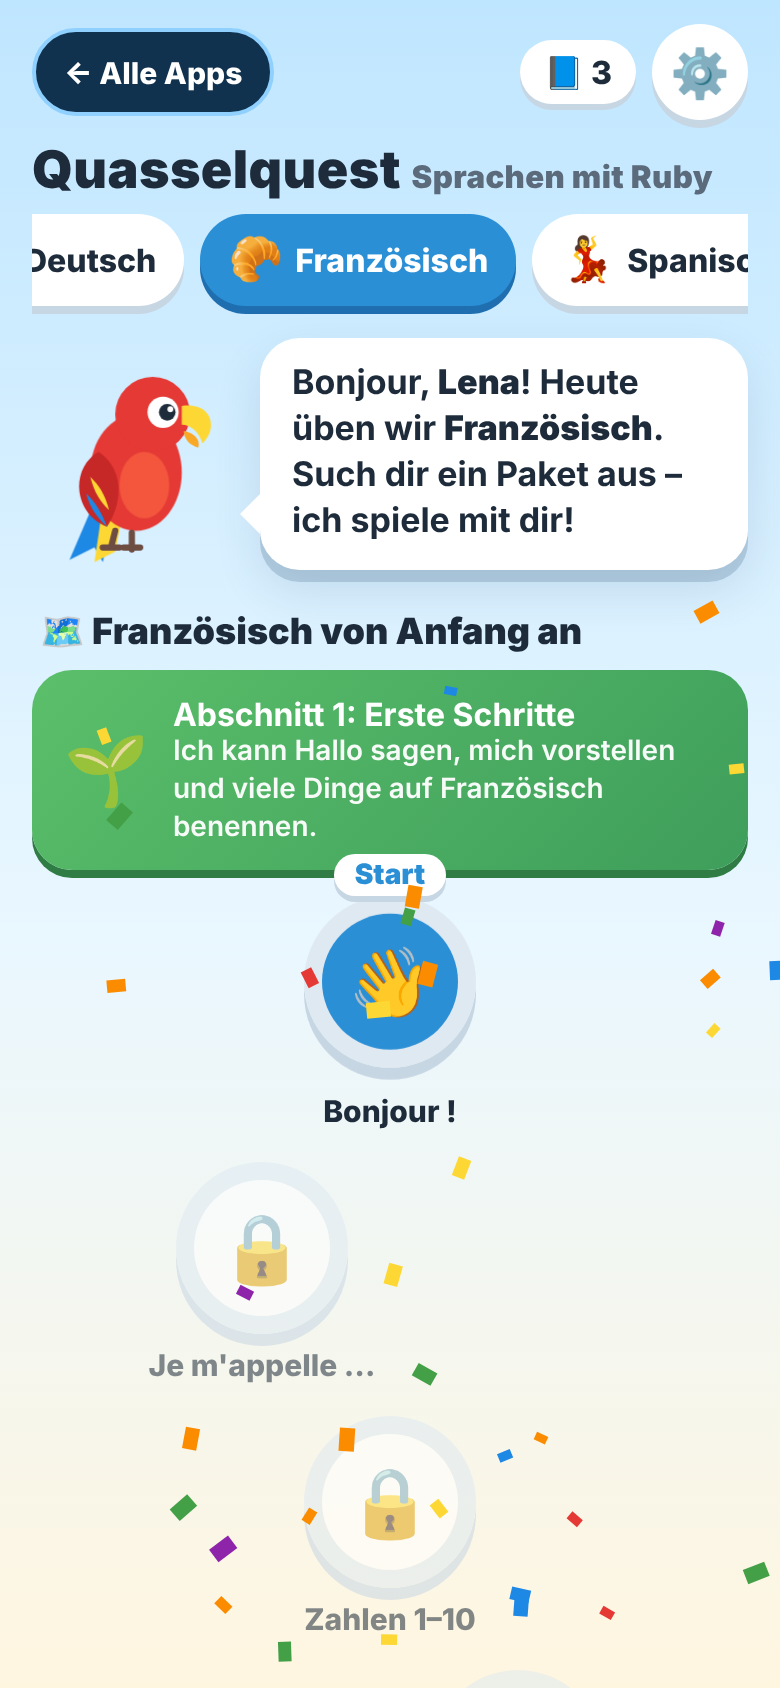 ← Alle Apps
3
Quasselquest Sprachen mit Ruby
Deutsch
Französisch
Bonjour, Lena! Heute
üben wir Französisch.
Such dir ein Paket aus –
ich spiele mit dir!
Französisch von Anfang an
Abschnitt 1: Erste Schritte
Ich kann Hallo sagen, mich vorstellen
und viele Dinge auf Französisch
benennen.
Start
Bonjour !
Je m'appelle …
Zahlen 1–10